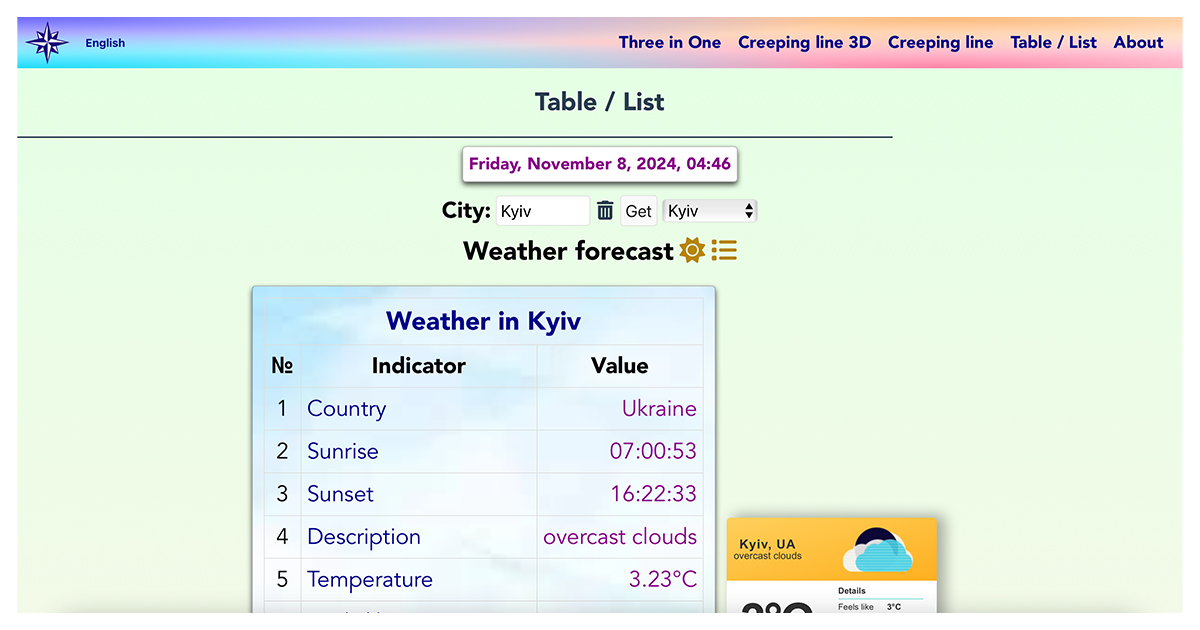 English Three in One Creeping line 3D Creeping line Table / List About
Table / List
Friday, November 8, 2024, 04:46
City: Kyiv Get Kyiv
Weather forecast
Weather in Kyiv
№ Indicator Value
1 Country Ukraine
2 Sunrise 07:00:53
3 Sunset 16:22:33
4 Description overcast clouds
5 Temperature 3.23°C
Kyiv, UA
overcast clouds
Details
Feels like 3°C